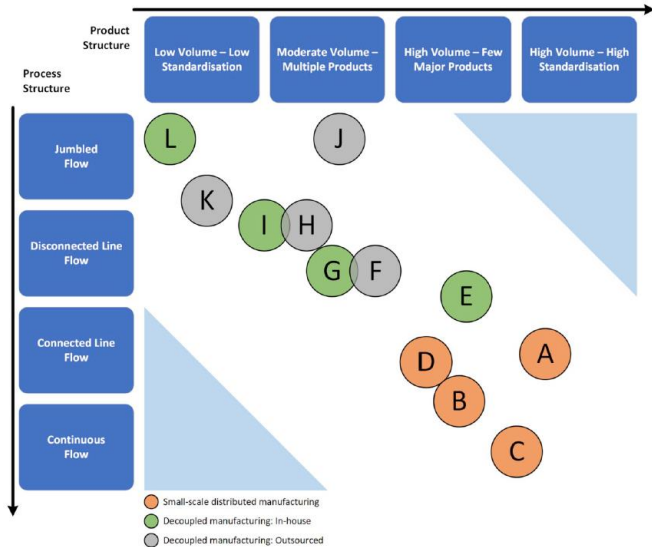 Product
Structure
Process
Structure
Low Volume – Low
Standardisation
Moderate Volume –
Multiple Products
High Volume – Few
Major Products
High Volume – High
Standardisation
Jumbled
Flow
Disconnected Line
Flow
Connected Line
Flow
Continuous
Flow
L
J
K
I
H
G
F
E
A
D
B
C
Small-scale distributed manufacturing
Decoupled manufacturing: In-house
Decoupled manufacturing: Outsourced